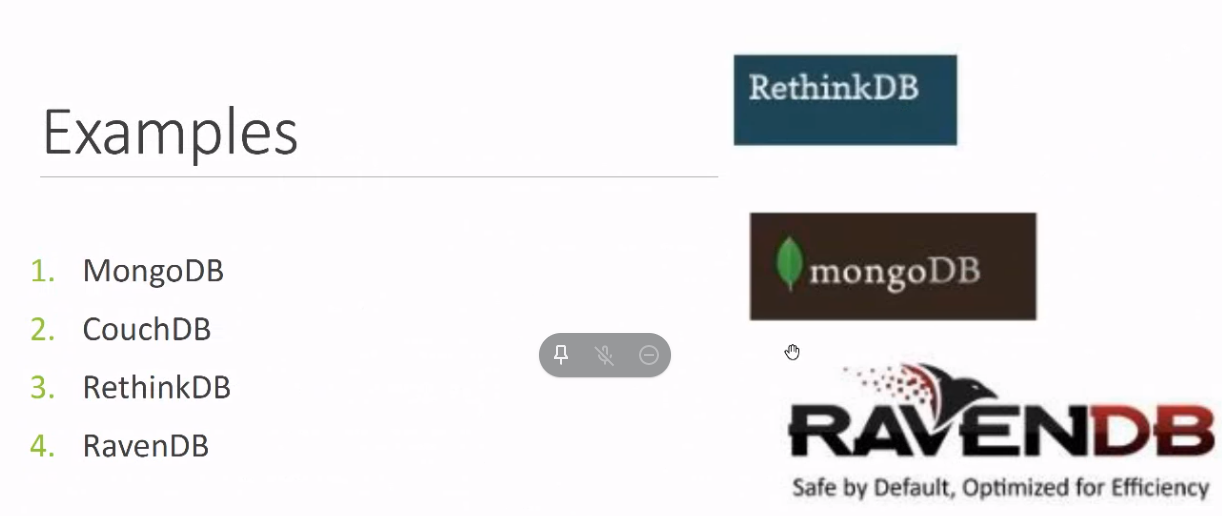 Examples
1. MongoDB
2. CouchDB
3. RethinkDB
4. RavenDB
RethinkDB
mongoDB
RAVENDB
Safe by Default, Optimized for Efficiency